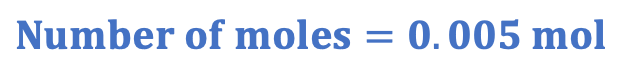 Number of moles = 0.005 mol